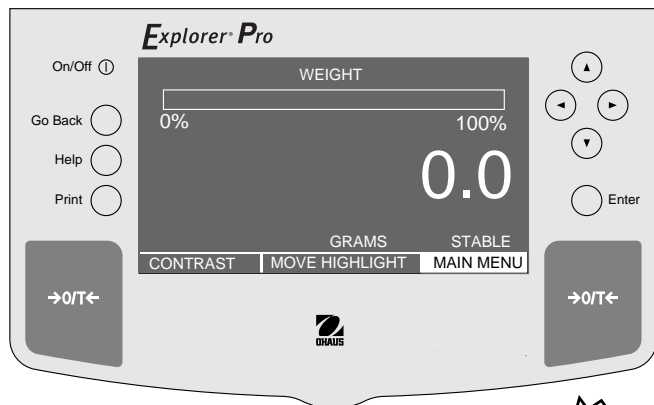 Explorer® Pro
On/Off
WEIGHT
Go Back
0% 100%
Help
0.0
Print
Enter
GRAMS STABLE
CONTRAST MOVE HIGHLIGHT MAIN MENU
→0/T← →0/T←
OHAUS